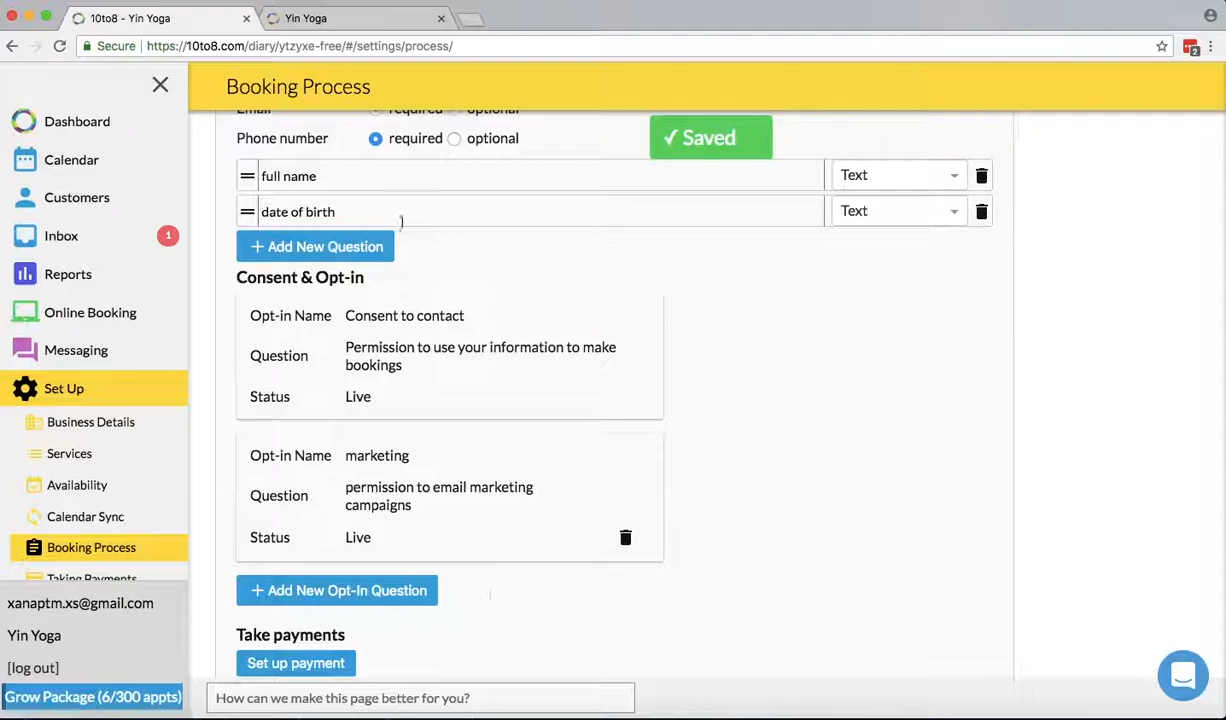 10to8 - Yin Yoga
Yin Yoga
Secure
https://10to8.com/diary/ytzyxe-free/#/settings/process/
2
Booking Process
Dashboard
Calendar
Customers
Inbox
1
Reports
Online Booking
Messaging
Set Up
Business Details
Services
Availability
Calendar Sync
Booking Process
Taking Payments
xanaptm.xs@gmail.com
Yin Yoga
[log out]
Grow Package (6/300 appts)
Email required optional
Phone number required optional
✓ Saved
full name Text
date of birth Text
+ Add New Question
Consent & Opt-in
Opt-in Name Consent to contact
Question Permission to use your information to make
bookings
Status Live
Opt-in Name marketing
Question permission to email marketing
campaigns
Status Live
+ Add New Opt-In Question
Take payments
Set up payment
How can we make this page better for you?